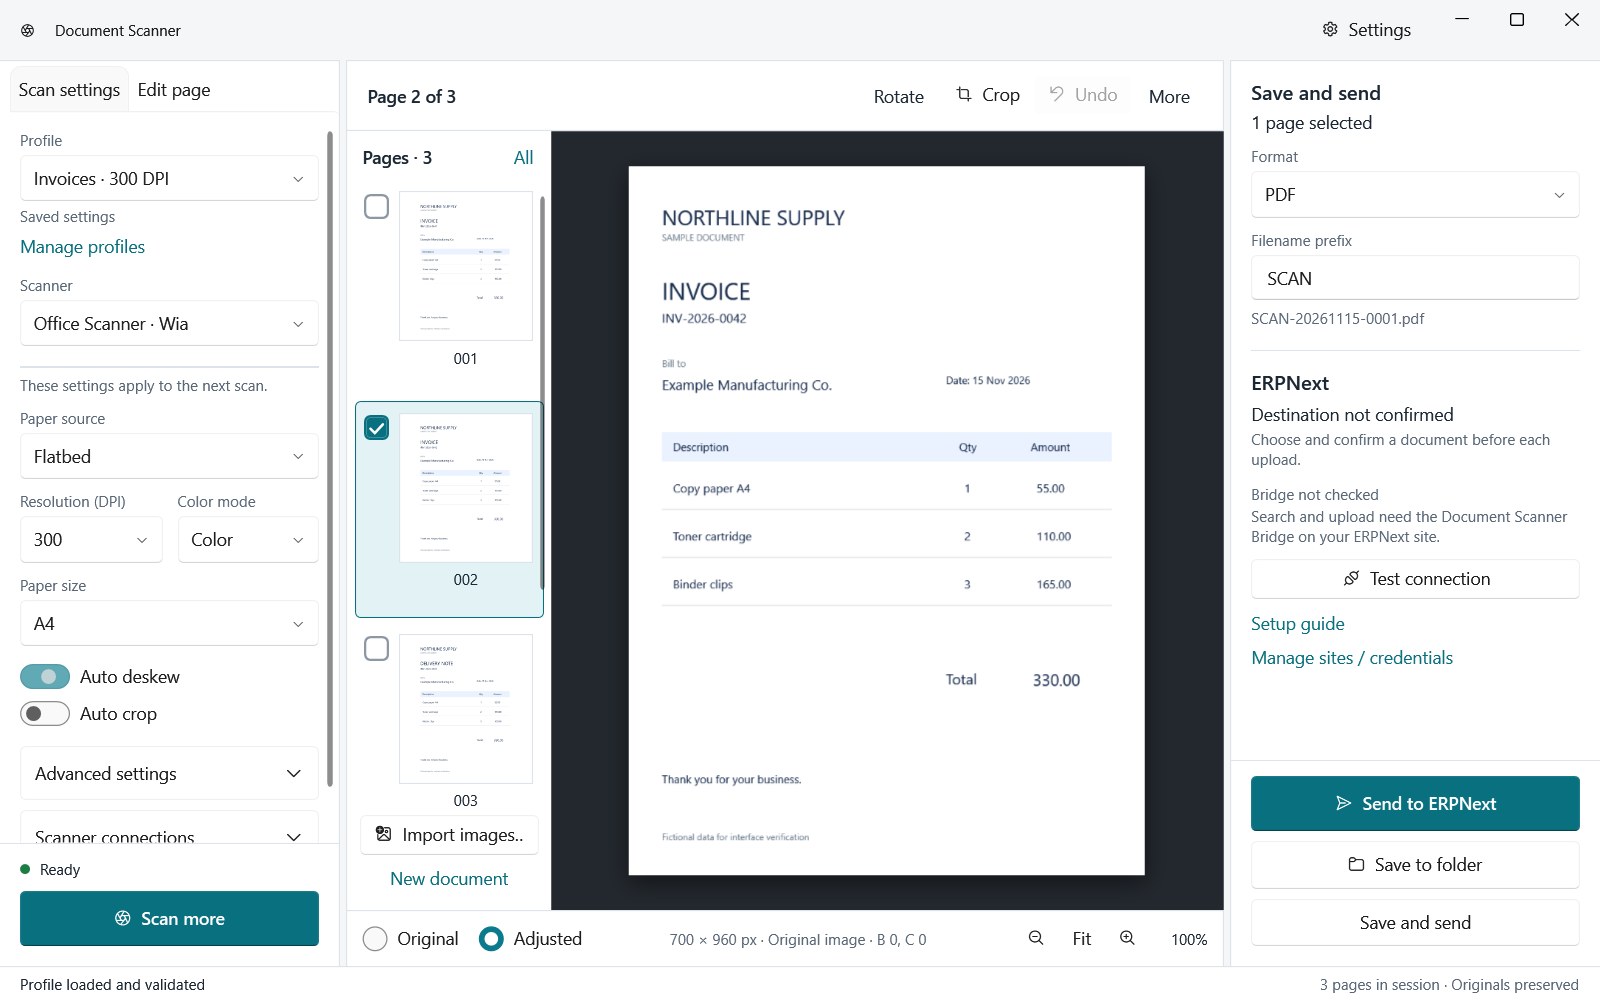 Document Scanner
Settings
Scan settings
Edit page
Profile
Invoices · 300 DPI
Saved settings
Manage profiles
Scanner
Office Scanner · Wia
These settings apply to the next scan.
Paper source
Flatbed
Resolution (DPI)
Color mode
300
Color
Paper size
A4
Auto deskew
Auto crop
Advanced settings
Scanner connections
Ready
Scan more
Page 2 of 3
Rotate
Crop
Undo
More
Pages · 3
All
NORTHLINE SUPPLY
INVOICE
001
NORTHLINE SUPPLY
INVOICE
002
NORTHLINE SUPPLY
DELIVERY NOTE
003
Import images..
New document
NORTHLINE SUPPLY
SAMPLE DOCUMENT
INVOICE
INV-2026-0042
Bill to
Example Manufacturing Co.
Date: 15 Nov 2026
Description Qty Amount
Copy paper A4 1 55.00
Toner cartridge 2 110.00
Binder clips 3 165.00
Total 330.00
Thank you for your business.
Fictional data for interface verification
Original
Adjusted
700 × 960 px · Original image · B 0, C 0
Fit
100%
Save and send
1 page selected
Format
PDF
Filename prefix
SCAN
SCAN-20261115-0001.pdf
ERPNext
Destination not confirmed
Choose and confirm a document before each
upload.
Bridge not checked
Search and upload need the Document Scanner
Bridge on your ERPNext site.
Test connection
Setup guide
Manage sites / credentials
Send to ERPNext
Save to folder
Save and send
Profile loaded and validated
3 pages in session · Originals preserved